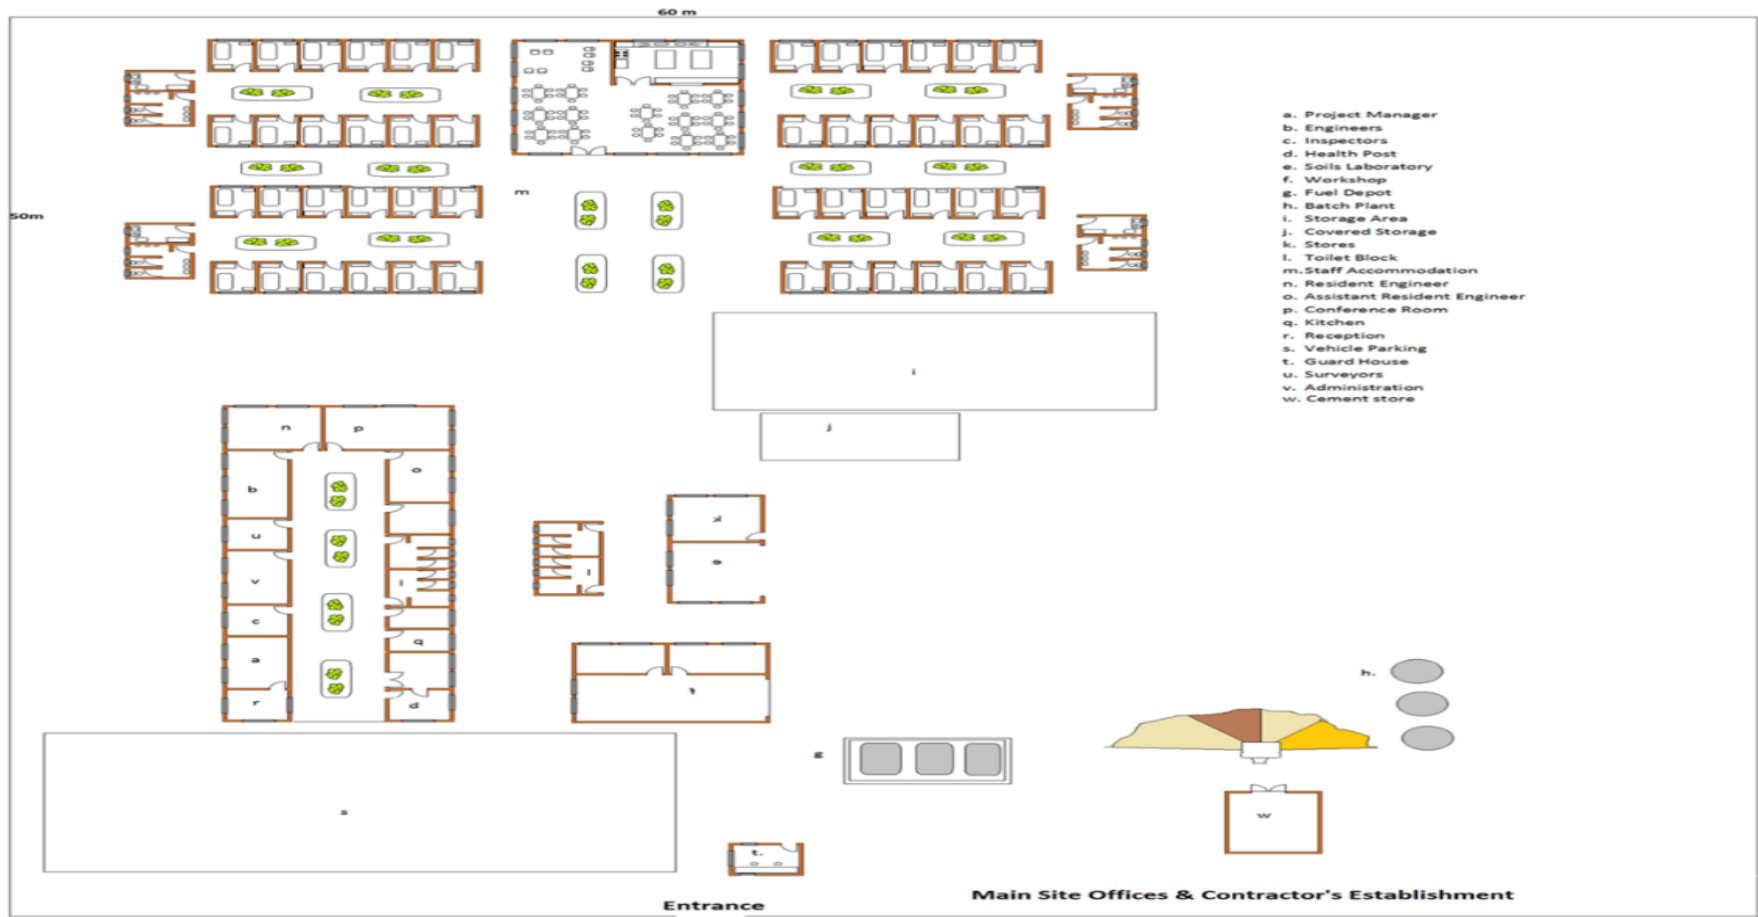 60 m
50m
m
a. Project Manager
b. Engineers
c. Inspectors
d. Health Post
e. Soils Laboratory
f. Workshop
g. Fuel Depot
h. Batch Plant
i. Storage Area
j. Covered Storage
k. Stores
l. Toilet Block
m. Staff Accommodation
n. Resident Engineer
o. Assistant Resident Engineer
p. Conference Room
q. Kitchen
r. Reception
s. Vehicle Parking
t. Guard House
u. Surveyors
v. Administration
w. Cement store
i
j
n p
o
b
k
u
e
v l l
c
q
a
f
r d
h.
g
s
w
t.
Main Site Offices & Contractor's Establishment
Entrance